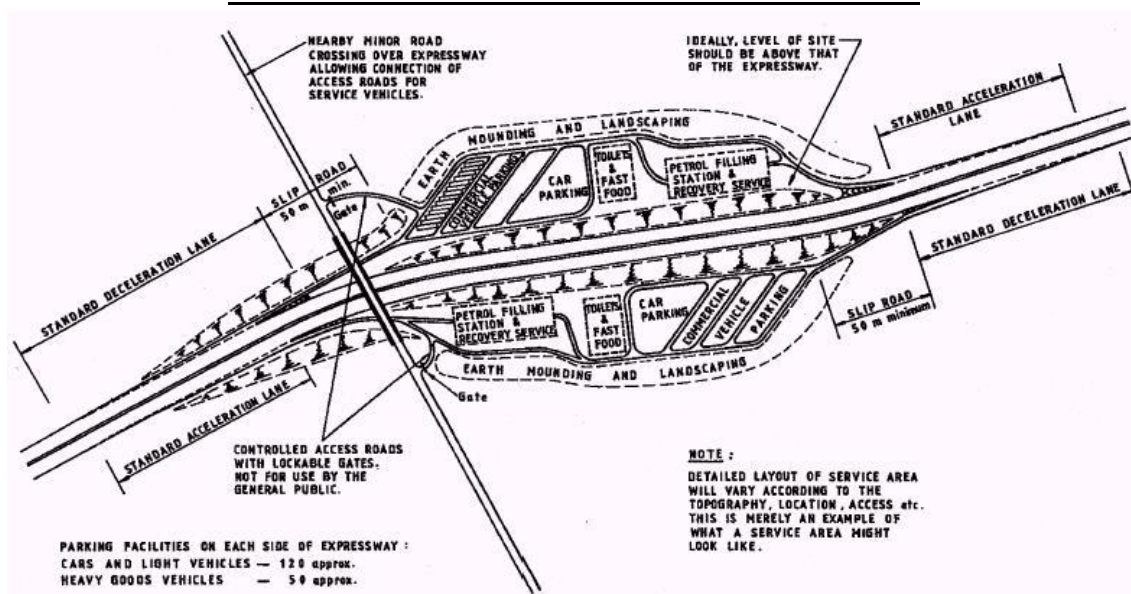 NEARBY MINOR ROAD
CROSSING OVER EXPRESSWAY
ALLOWING CONNECTION OF
ACCESS ROADS FOR
SERVICE VEHICLES.
IDEALLY, LEVEL OF SITE
SHOULD BE ABOVE THAT
OF THE EXPRESSWAY.
STANDARD ACCELERATION
LANE
EARTH MOUNDING AND LANDSCAPING
SLIP ROAD
50 m min.
Gate
COMMERCIAL
VEHICLE PARKING
CAR
PARKING
TOILETS
&
FAST
FOOD
PETROL FILLING
STATION &
RECOVERY SERVICE
STANDARD DECELERATION LANE
STANDARD DECELERATION LANE
SLIP ROAD
50 m minimum
PETROL FILLING
STATION &
RECOVERY SERVICE
TOILETS
&
FAST
FOOD
CAR
PARKING
COMMERCIAL
VEHICLE
PARKING
EARTH MOUNDING AND LANDSCAPING
Gate
STANDARD ACCELERATION LANE
CONTROLLED ACCESS ROADS
WITH LOCKABLE GATES.
NOT FOR USE BY THE
GENERAL PUBLIC.
NOTE :
DETAILED LAYOUT OF SERVICE AREA
WILL VARY ACCORDING TO THE
TOPOGRAPHY, LOCATION, ACCESS etc.
THIS IS MERELY AN EXAMPLE OF
WHAT A SERVICE AREA MIGHT
LOOK LIKE.
PARKING FACILITIES ON EACH SIDE OF EXPRESSWAY :
CARS AND LIGHT VEHICLES — 120 approx.
HEAVY GOODS VEHICLES — 50 approx.